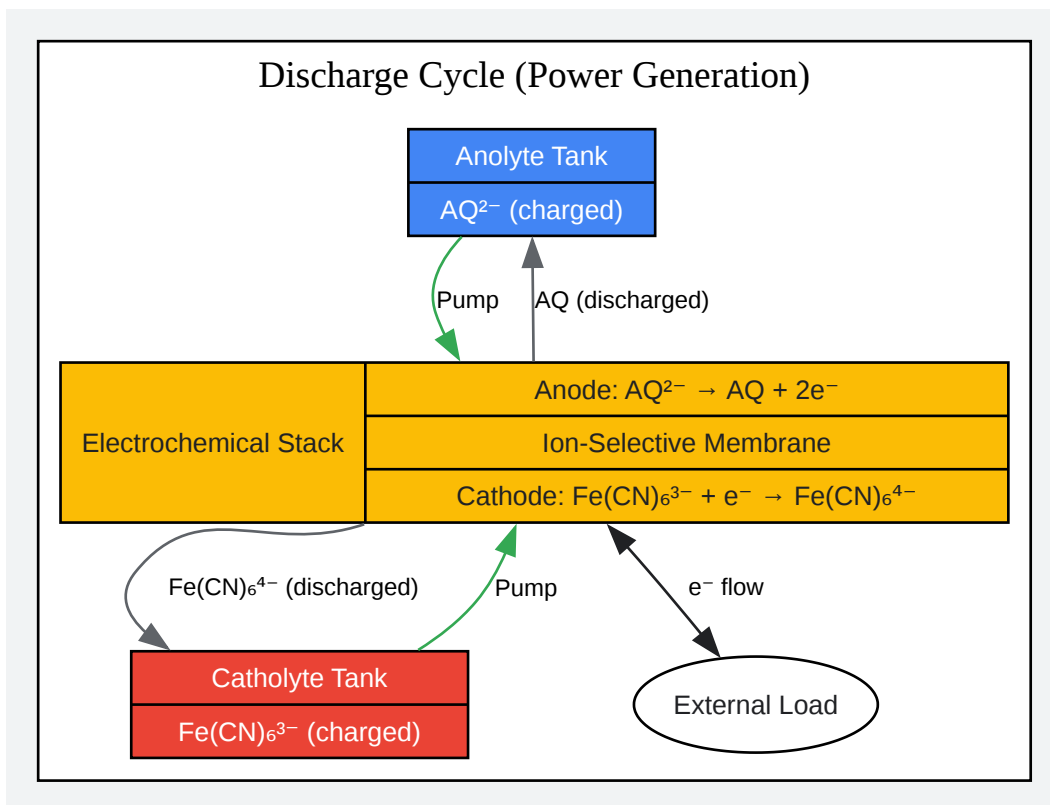 Discharge Cycle (Power Generation)
Anolyte Tank
AQ²⁻ (charged)
Pump
AQ (discharged)
Electrochemical Stack
Anode: AQ²⁻ → AQ + 2e⁻
Ion-Selective Membrane
Cathode: Fe(CN)₆³⁻ + e⁻ → Fe(CN)₆⁴⁻
Fe(CN)₆⁴⁻ (discharged)
Pump
e⁻ flow
Catholyte Tank
Fe(CN)₆³⁻ (charged)
External Load